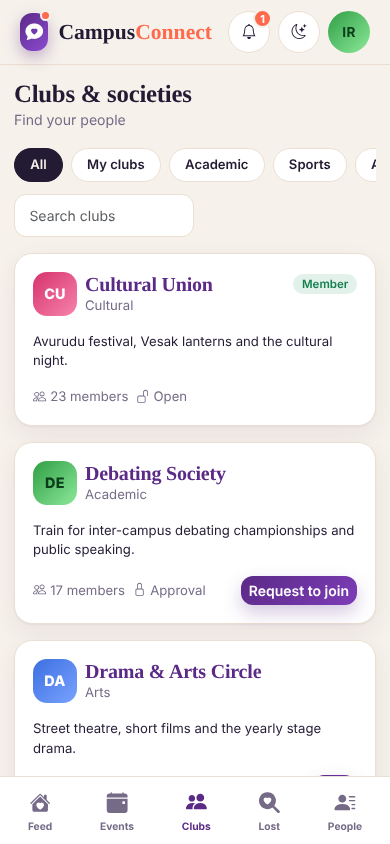 CampusConnect
1
IR
Clubs & societies
Find your people
All
My clubs
Academic
Sports
Search clubs
CU
Cultural Union
Member
Cultural
Avurudu festival, Vesak lanterns and the cultural
night.
23 members
Open
DE
Debating Society
Academic
Train for inter-campus debating championships and
public speaking.
17 members
Approval
Request to join
DA
Drama & Arts Circle
Arts
Street theatre, short films and the yearly stage
drama.
Feed
Events
Clubs
Lost
People